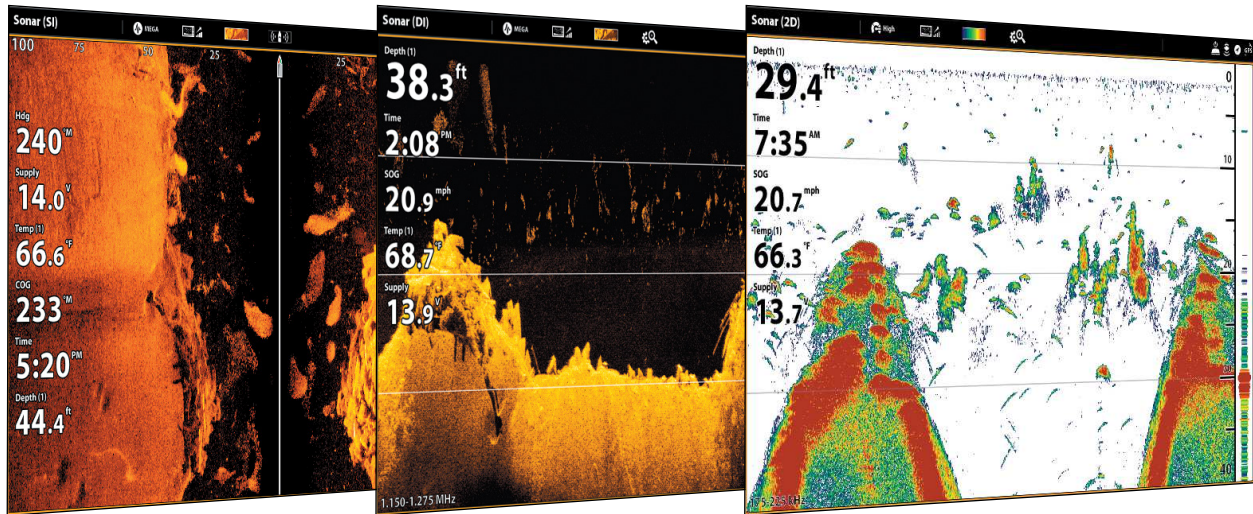 Sonar (SI)
MEGA
100
75
50
25
25
Hdg
240°M
Supply
14.0V
Temp (1)
66.6°F
COG
233°M
Time
5:20PM
Depth (1)
44.4ft
Sonar (DI)
MEGA
Depth (1)
38.3ft
Time
2:08PM
SOG
20.9mph
Temp (1)
68.7°F
Supply
13.9V
1.150-1.275 MHz
Sonar (2D)
High
GPS
Depth (1)
29.4ft
0
Time
7:35AM
10
SOG
20.7mph
Temp (1)
66.3°F
20
Supply
13.7
40